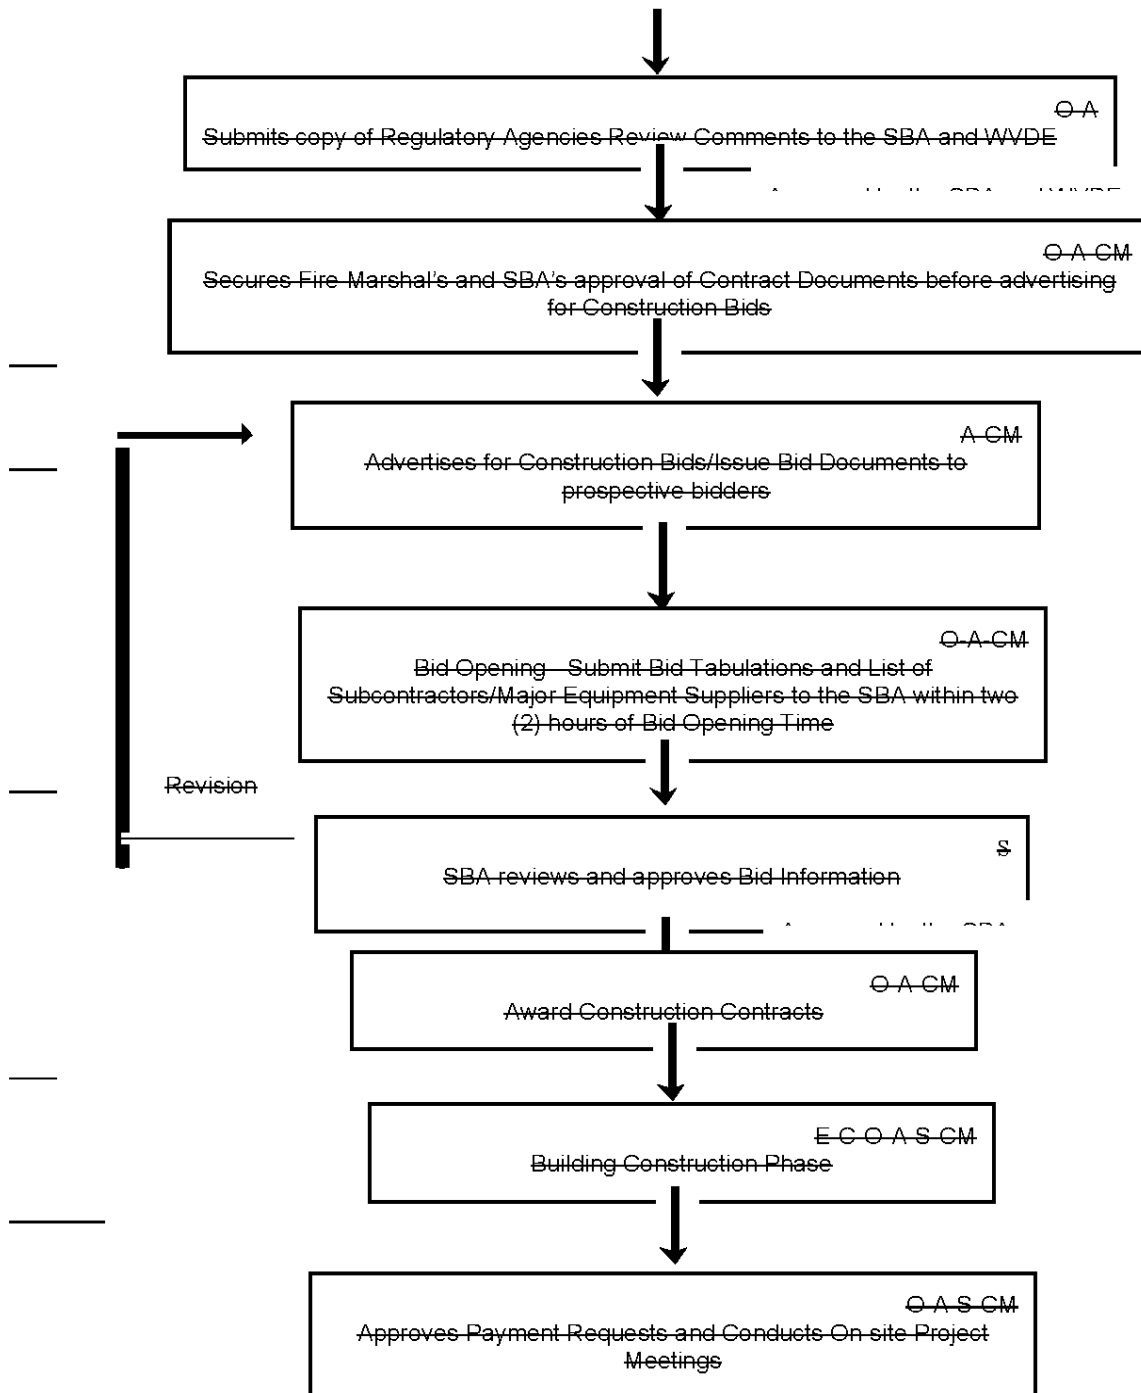 O A
Submits copy of Regulatory Agencies Review Comments to the SBA and WVDE
O A CM
Secures Fire Marshal's and SBA's approval of Contract Documents before advertising
for Construction Bids
A CM
Advertises for Construction Bids/Issue Bid Documents to
prospective bidders
O-A-CM
Bid Opening Submit Bid Tabulations and List of
Subcontractors/Major Equipment Suppliers to the SBA within two
(2) hours of Bid Opening Time
Revision
S
SBA reviews and approves Bid Information
O A CM
Award Construction Contracts
E C O A S CM
Building Construction Phase
O A S CM
Approves Payment Requests and Conducts On site Project
Meetings